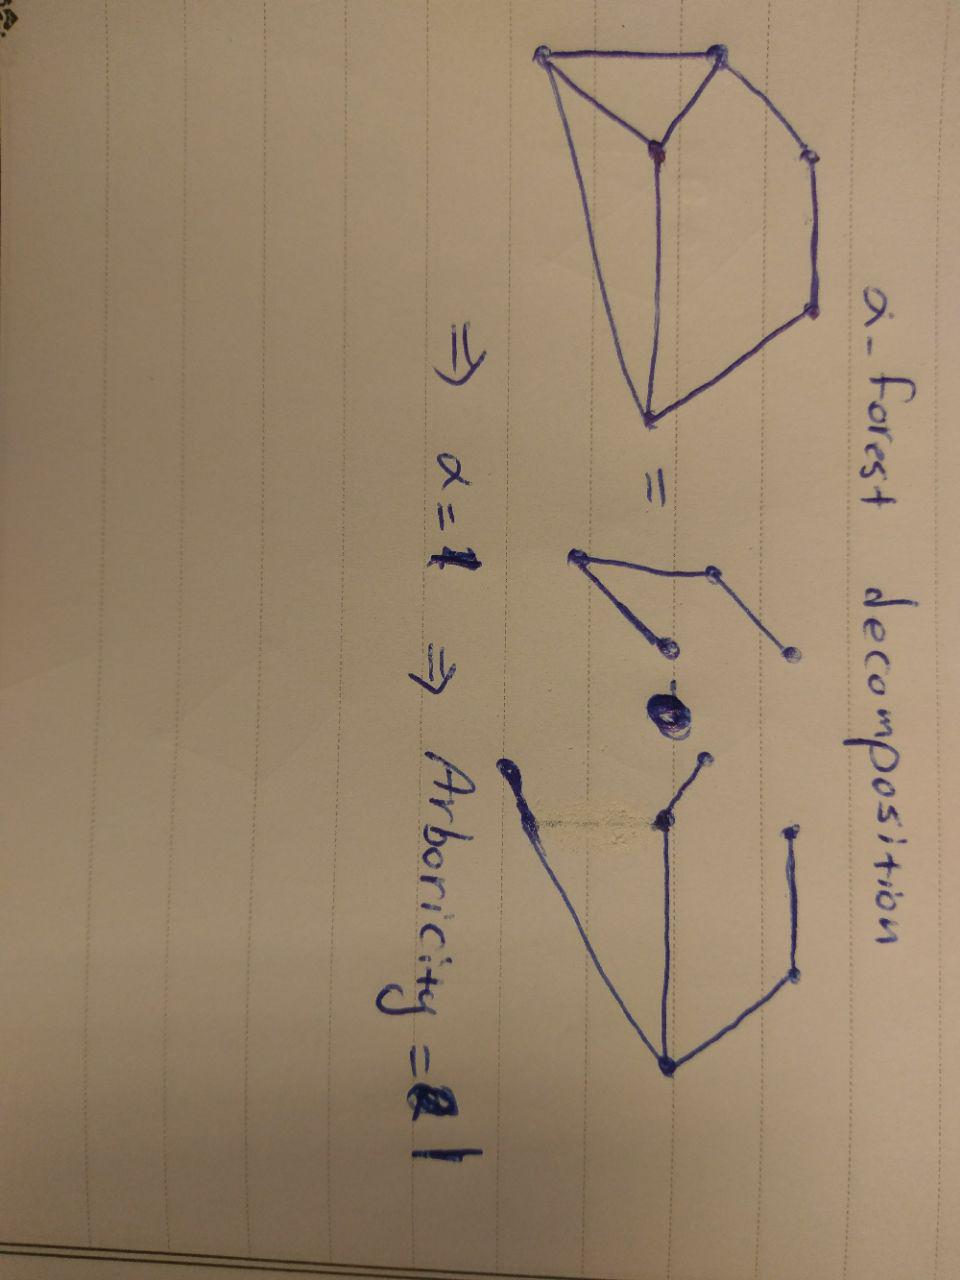 α-forest decomposition
=
⇒ α = 1 ⇒ Arboricity = 1